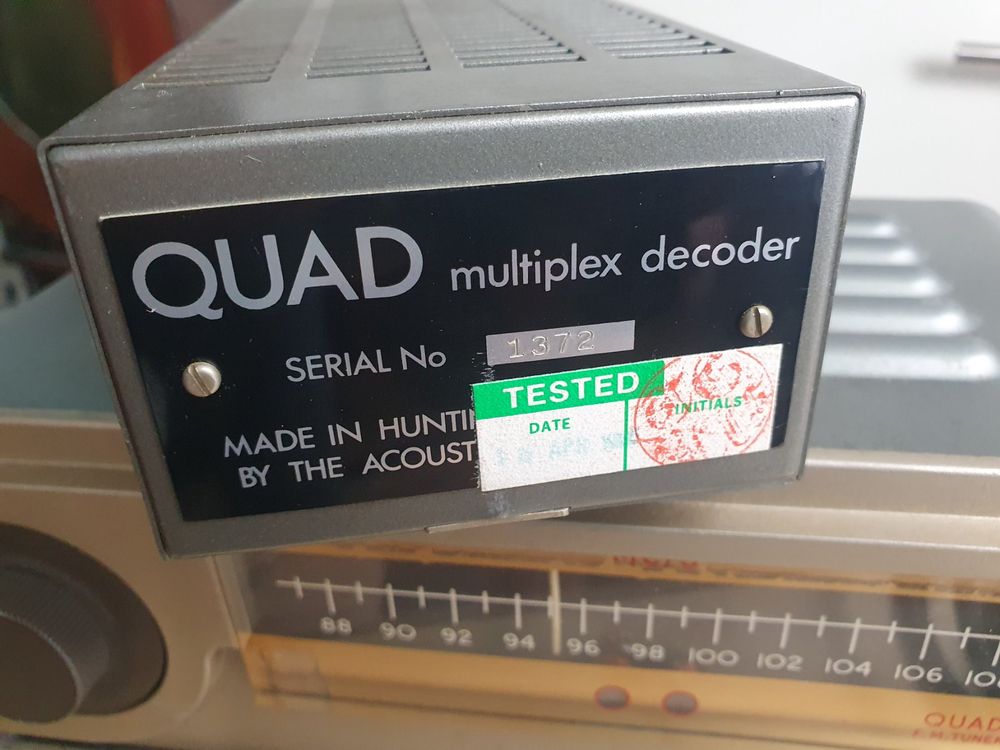 QUAD multiplex decoder
SERIAL No 1372
TESTED
DATE INITIALS
MADE IN HUNTI
BY THE ACOUST
88 90 92 94 96 98 100 102 104 106
QUAD
F.M. TUNER